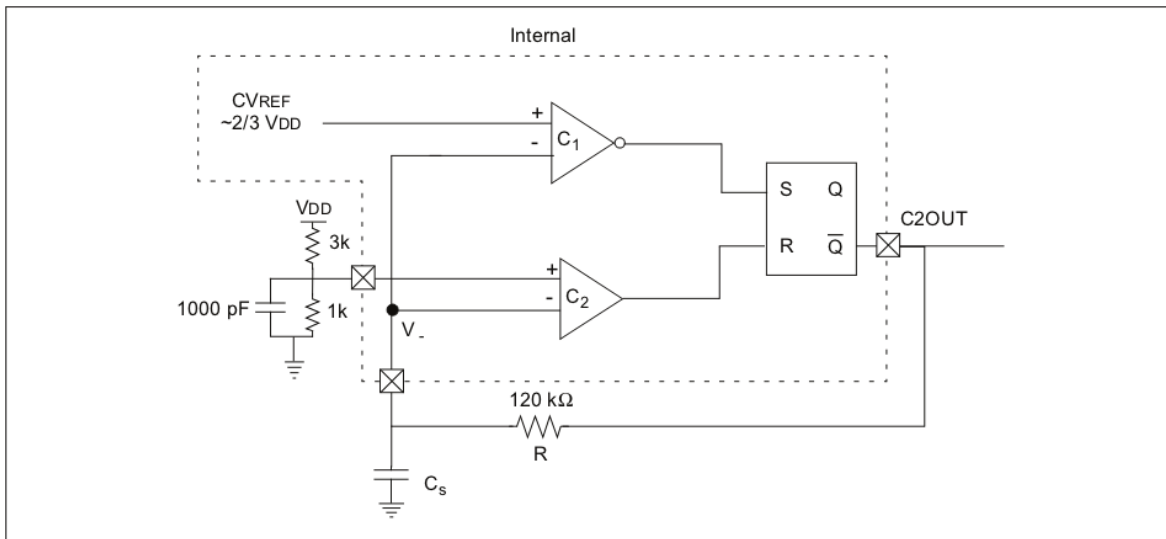 Internal
CVREF
~2/3 VDD
+
-
C1
S Q
R Q̅
C2OUT
VDD
3k
1000 pF
1k
+
-
C2
V-
120 kΩ
R
Cs